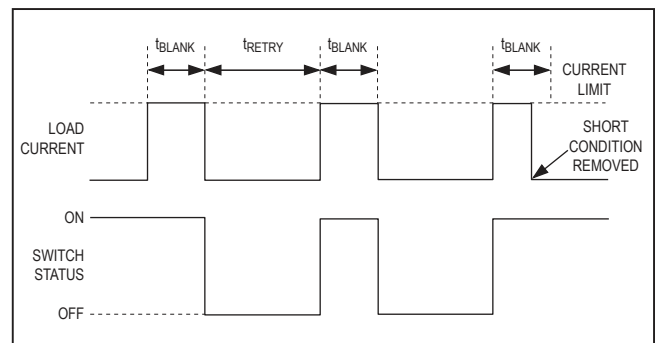 tBLANK tRETRY tBLANK tBLANK
CURRENT
LIMIT
LOAD
CURRENT
SHORT
CONDITION
REMOVED
ON
SWITCH
STATUS
OFF